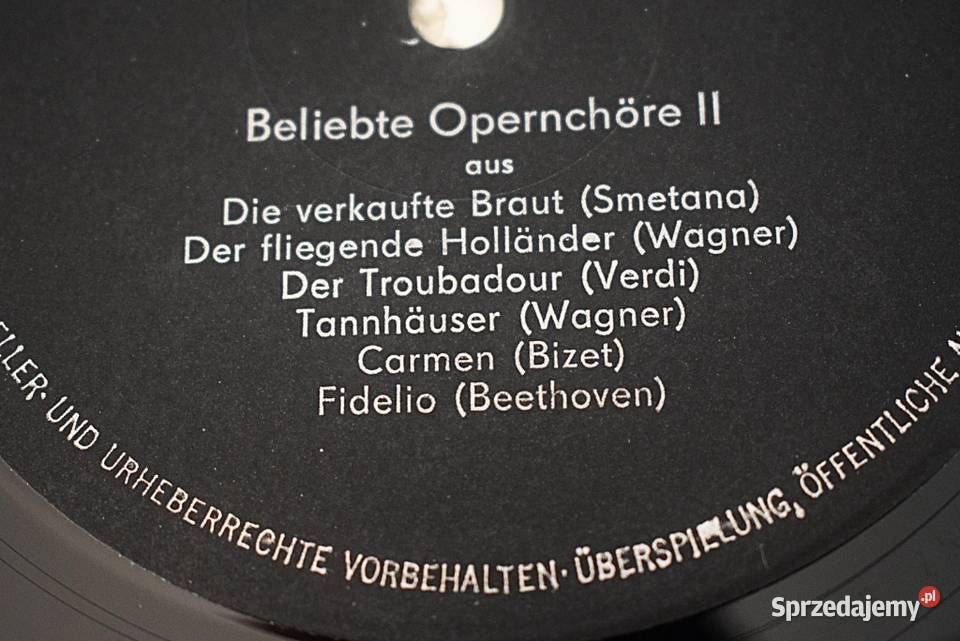 Beliebte Opernchöre II
aus
Die verkaufte Braut (Smetana)
Der fliegende Holländer (Wagner)
Der Troubadour (Verdi)
Tannhäuser (Wagner)
Carmen (Bizet)
Fidelio (Beethoven)
ELLER- UND URHEBERRECHTE VORBEHALTEN · ÜBERSPIELUNG, ÖFFENTLICHE
Sprzedajemy.pl